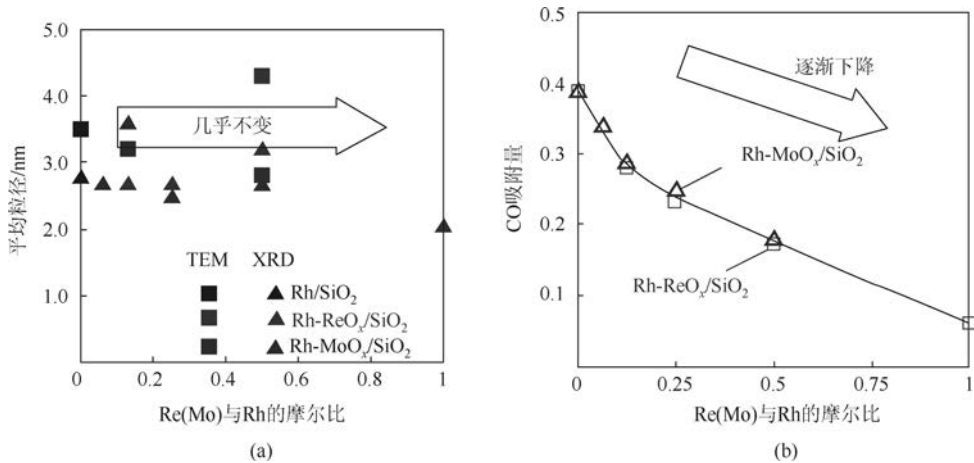 5.0
4.0
3.0
2.0
1.0
平均粒径/nm
几乎不变
TEM XRD
Rh/SiO₂
Rh-ReOₓ/SiO₂
Rh-MoOₓ/SiO₂
0 0.2 0.4 0.6 0.8 1
Re(Mo)与Rh的摩尔比
(a)
0.5
0.4
0.3
0.2
0.1
CO吸附量
逐渐下降
Rh-MoOₓ/SiO₂
Rh-ReOₓ/SiO₂
0 0.25 0.5 0.75 1
Re(Mo)与Rh的摩尔比
(b)